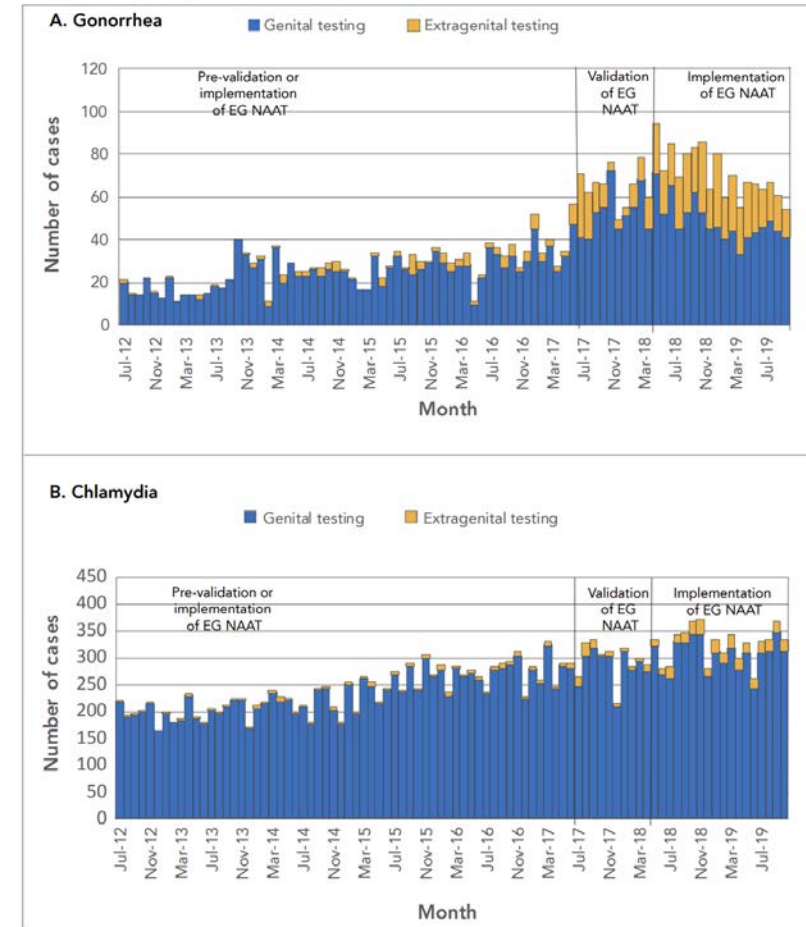 A. Gonorrhea
Genital testing
Extragenital testing
Pre-validation or
implementation
of EG NAAT
Validation
of EG
NAAT
Implementation
of EG NAAT
120
100
80
60
40
20
0
Number of cases
Jul-12
Nov-12
Mar-13
Jul-13
Nov-13
Mar-14
Jul-14
Nov-14
Mar-15
Jul-15
Nov-15
Mar-16
Jul-16
Nov-16
Mar-17
Jul-17
Nov-17
Mar-18
Jul-18
Nov-18
Mar-19
Jul-19
Month
B. Chlamydia
Genital testing
Extragenital testing
Pre-validation or
implementation
of EG NAAT
Validation
of EG
NAAT
Implementation
of EG NAAT
450
400
350
300
250
200
150
100
50
0
Number of cases
Jul-12
Nov-12
Mar-13
Jul-13
Nov-13
Mar-14
Jul-14
Nov-14
Mar-15
Jul-15
Nov-15
Mar-16
Jul-16
Nov-16
Mar-17
Jul-17
Nov-17
Mar-18
Jul-18
Nov-18
Mar-19
Jul-19
Month